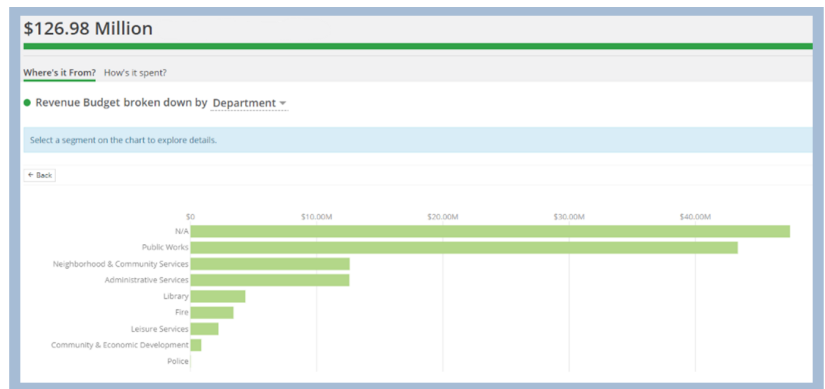 $126.98 Million
Where's it From? How's it spent?
Revenue Budget broken down by Department
Select a segment on the chart to explore details.
← Back
$0 $10.00M $20.00M $30.00M $40.00M
N/A
Public Works
Neighborhood & Community Services
Administrative Services
Library
Fire
Leisure Services
Community & Economic Development
Police